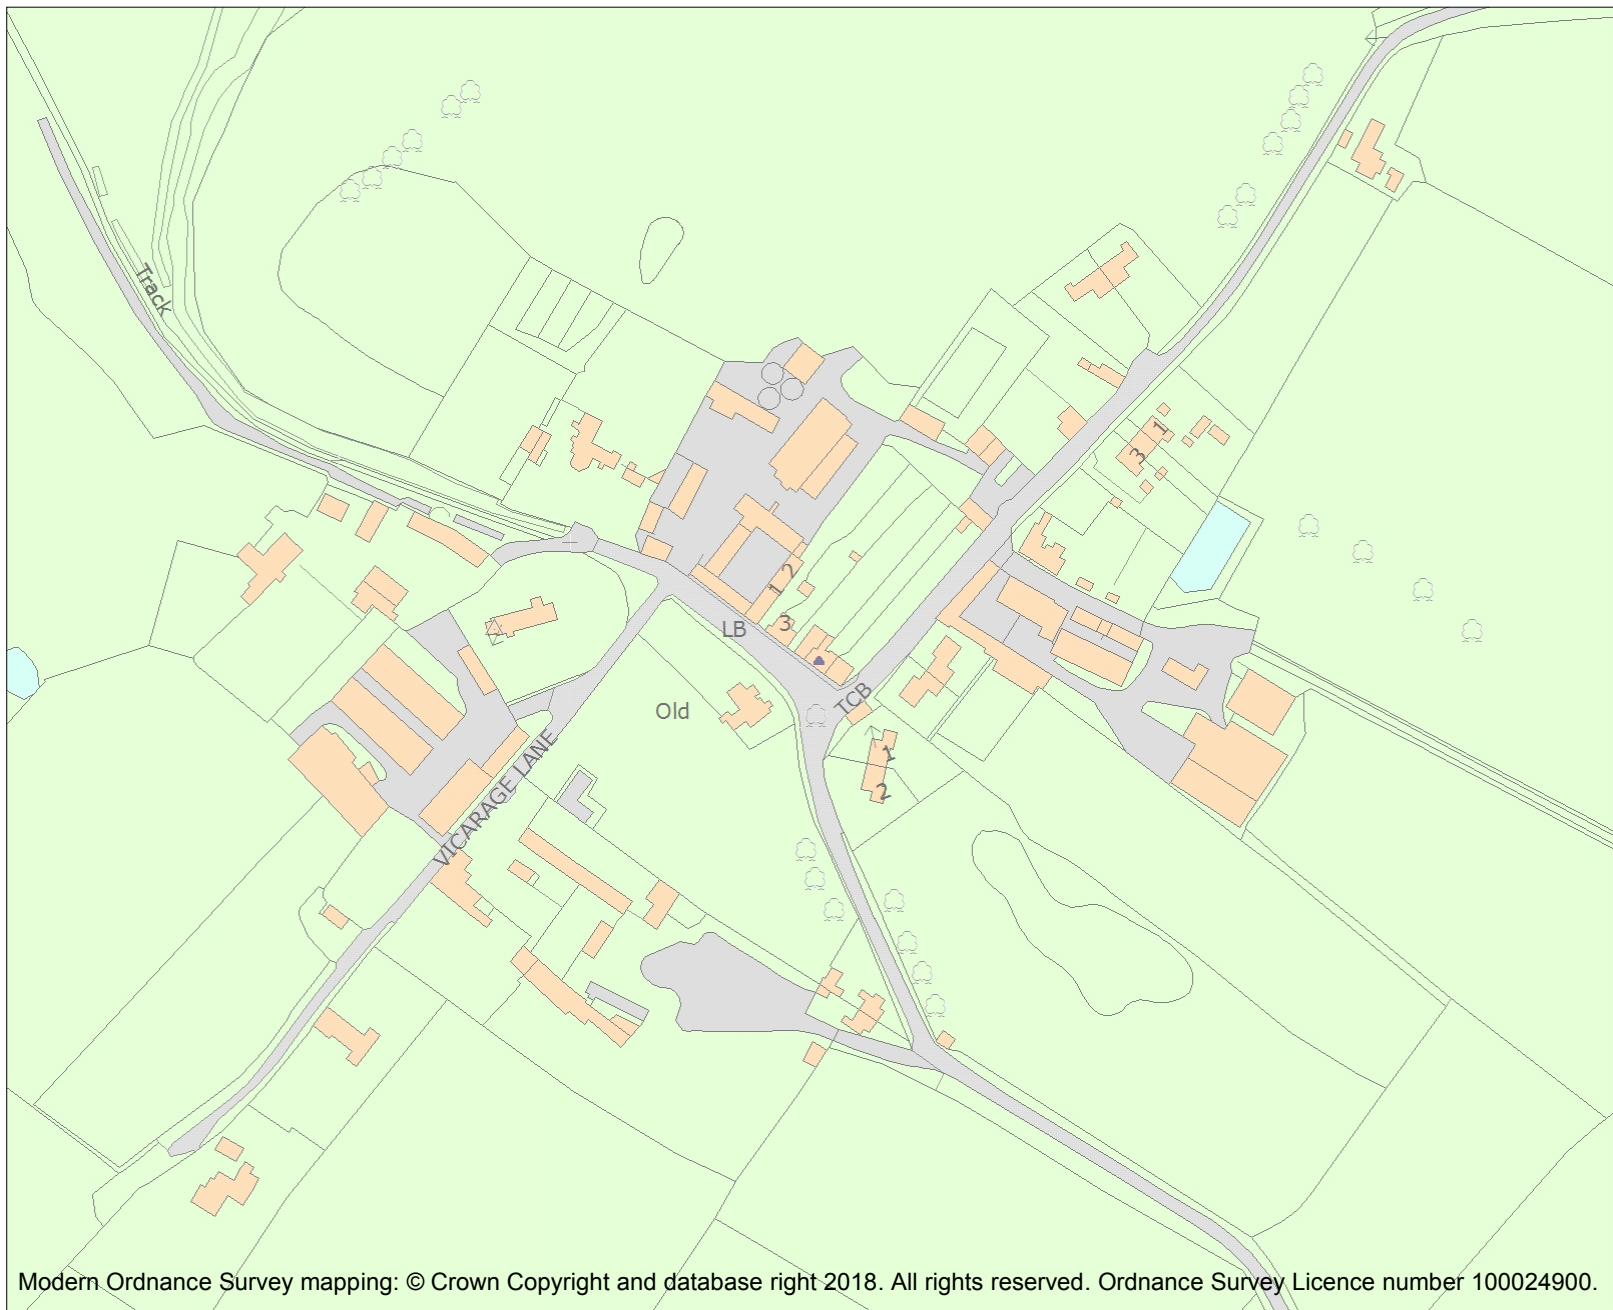 Track
1
3
2
1
3
LB
TCB
Old
VICARAGE LANE
1
2
Modern Ordnance Survey mapping: © Crown Copyright and database right 2018. All rights reserved. Ordnance Survey Licence number 100024900.